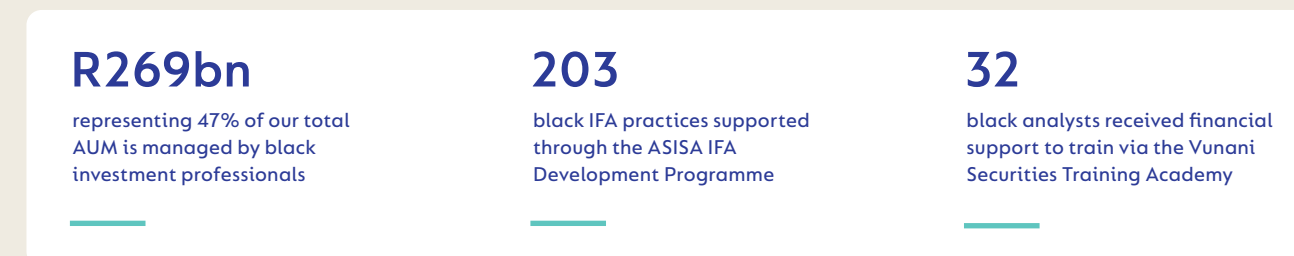 R269bn
representing 47% of our total
AUM is managed by black
investment professionals
203
black IFA practices supported
through the ASISA IFA
Development Programme
32
black analysts received financial
support to train via the Vunani
Securities Training Academy